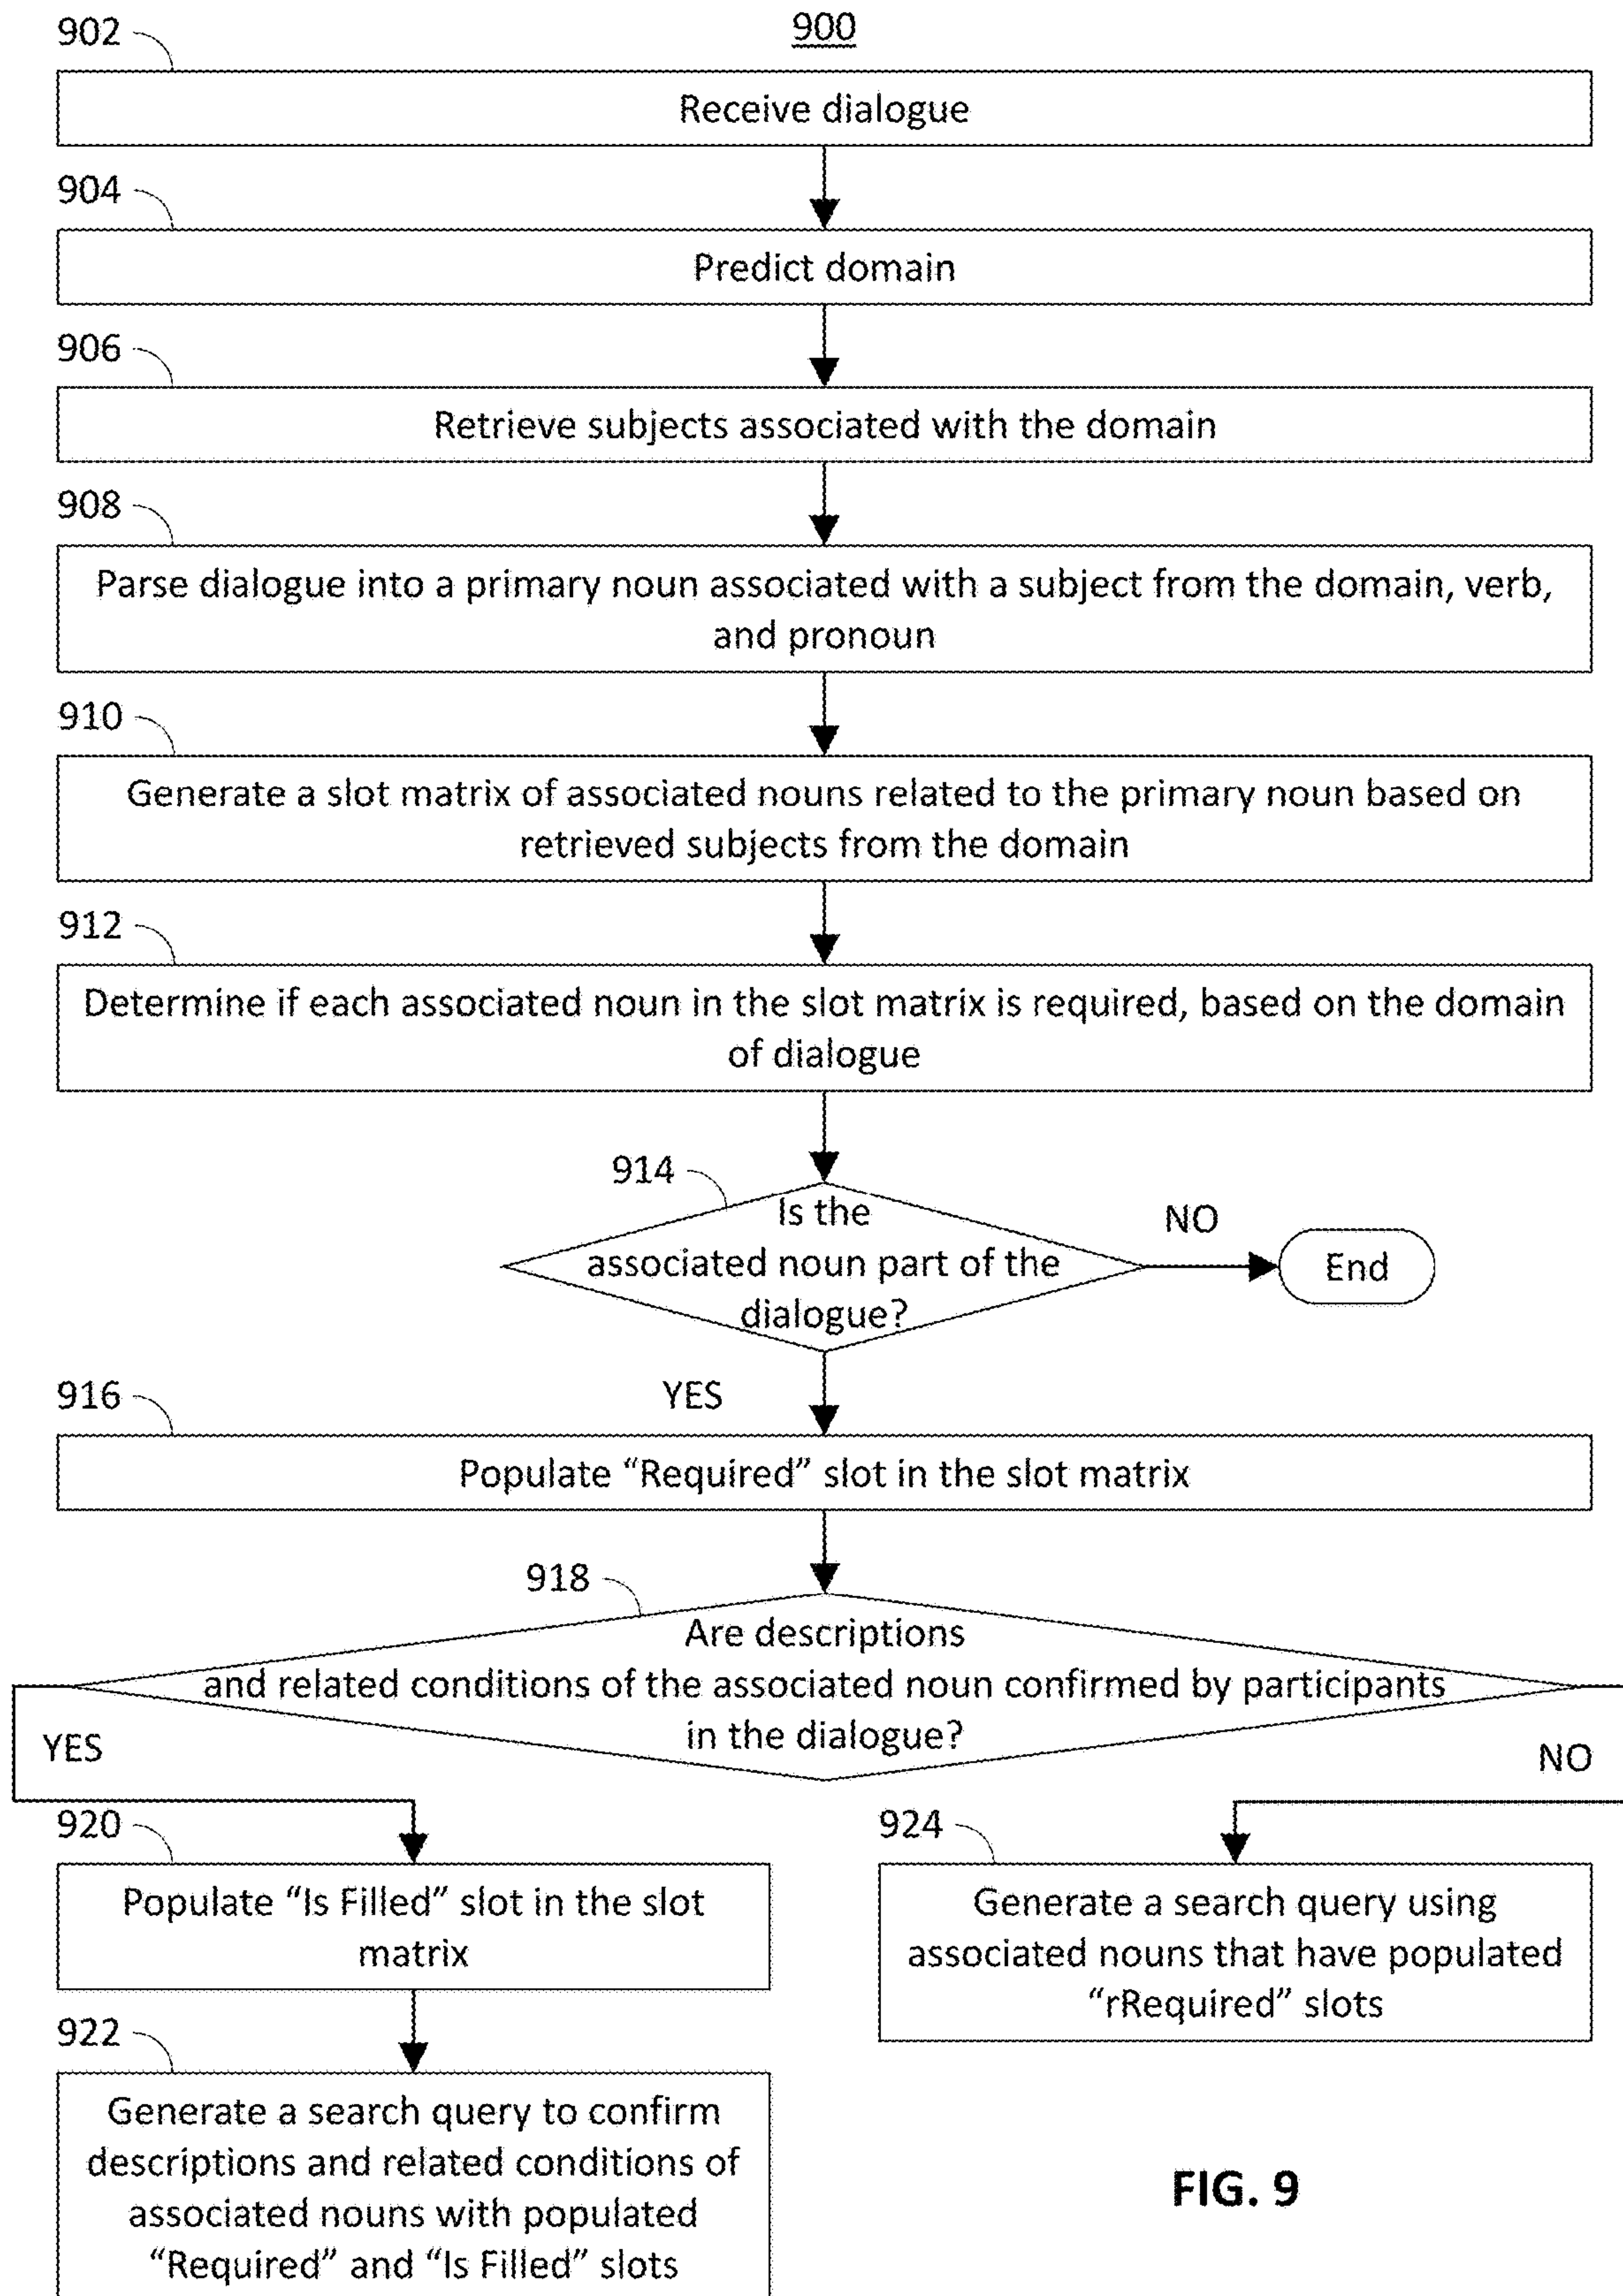 900
902
Receive dialogue
904
Predict domain
906
Retrieve subjects associated with the domain
908
Parse dialogue into a primary noun associated with a subject from the domain, verb,
and pronoun
910
Generate a slot matrix of associated nouns related to the primary noun based on
retrieved subjects from the domain
912
Determine if each associated noun in the slot matrix is required, based on the domain
of dialogue
914
Is the
associated noun part of the
dialogue?
NO
End
YES
916
Populate “Required” slot in the slot matrix
918
Are descriptions
and related conditions of the associated noun confirmed by participants
in the dialogue?
YES
NO
920
Populate “Is Filled” slot in the slot
matrix
922
Generate a search query to confirm
descriptions and related conditions of
associated nouns with populated
“Required” and “Is Filled” slots
924
Generate a search query using
associated nouns that have populated
“rRequired” slots
FIG. 9